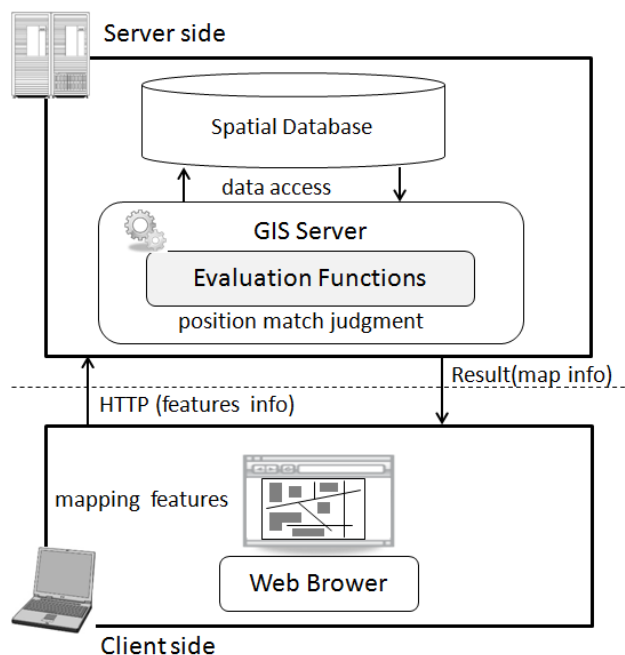 Server side
Spatial Database
data access
GIS Server
Evaluation Functions
position match judgment
Result(map info)
HTTP (features info)
mapping features
Web Brower
Client side